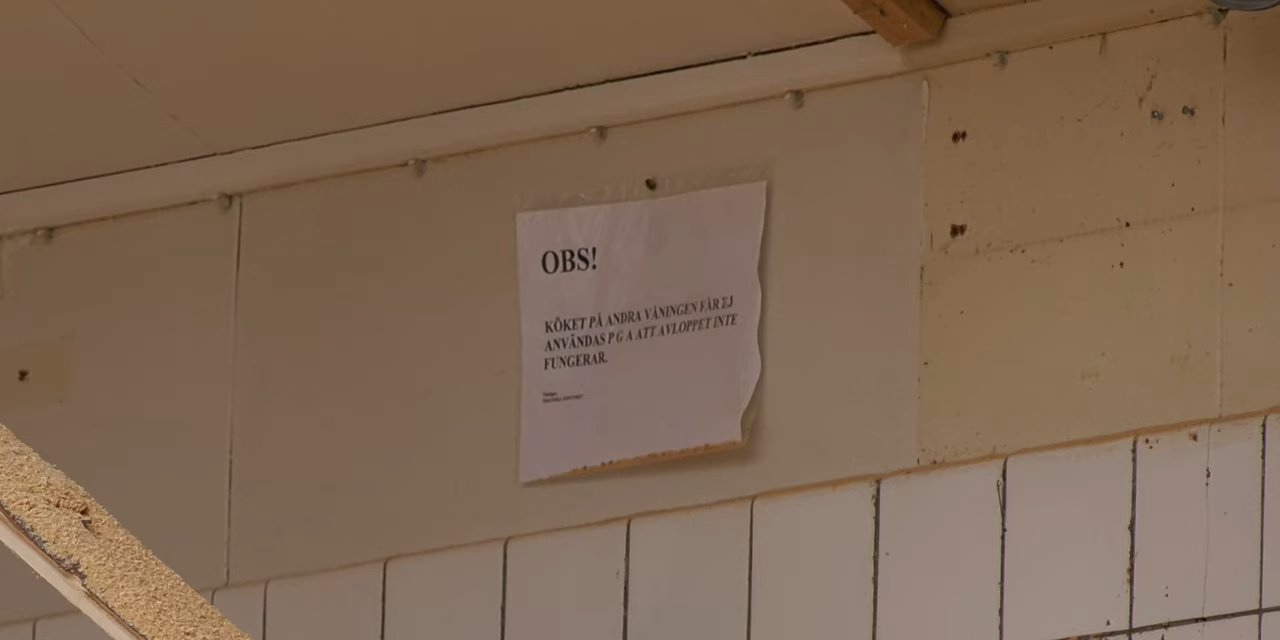 OBS!
KÖKET PÅ ANDRA VÅNINGEN FÅR EJ
ANVÄNDAS P G A ATT AVLOPPET INTE
FUNGERAR.